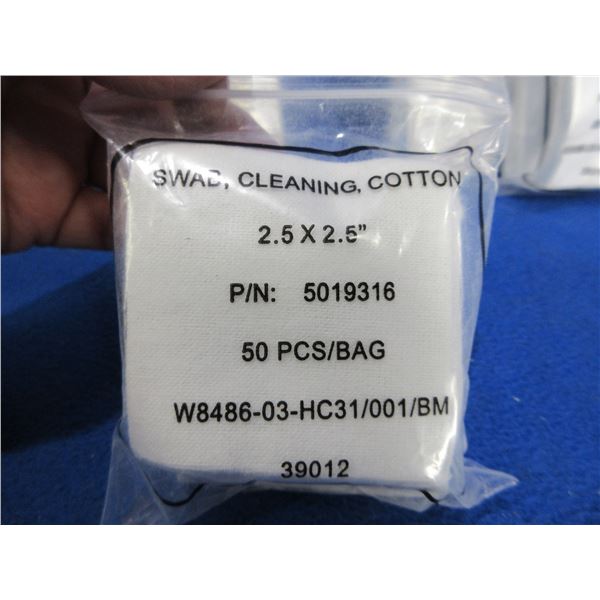 SWAB, CLEANING, COTTON
2.5 X 2.5"
P/N: 5019316
50 PCS/BAG
W8486-03-HC31/001/BM
39012